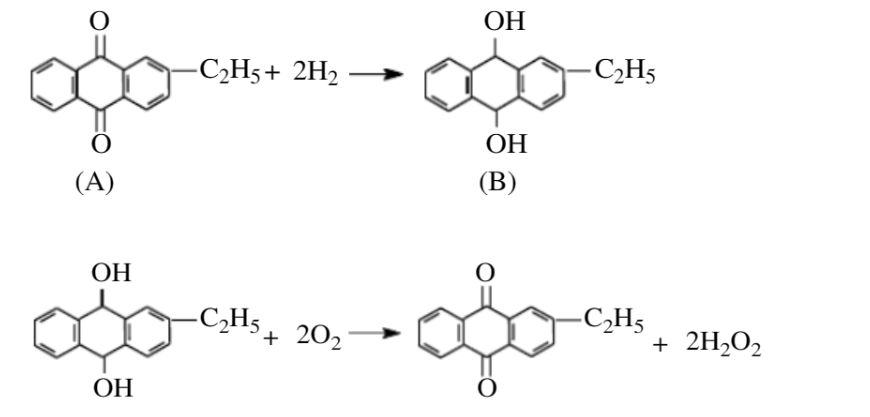 O OH
C₂H₅ + 2H₂ C₂H₅
O OH
(A) (B)
OH O
C₂H₅ + 2O₂ C₂H₅ + 2H₂O₂
OH O